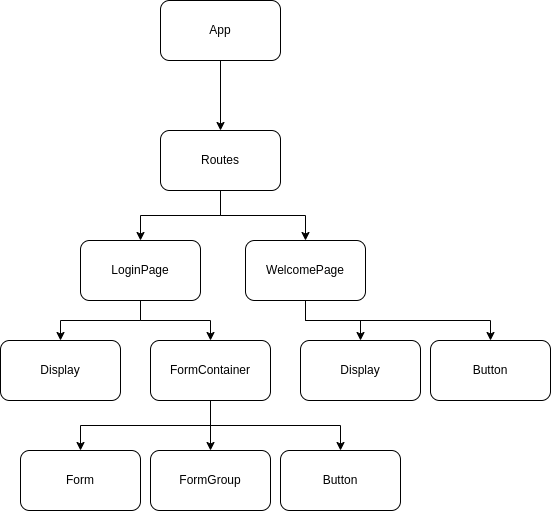 App
Routes
LoginPage
WelcomePage
Display
FormContainer
Display
Button
Form
FormGroup
Button